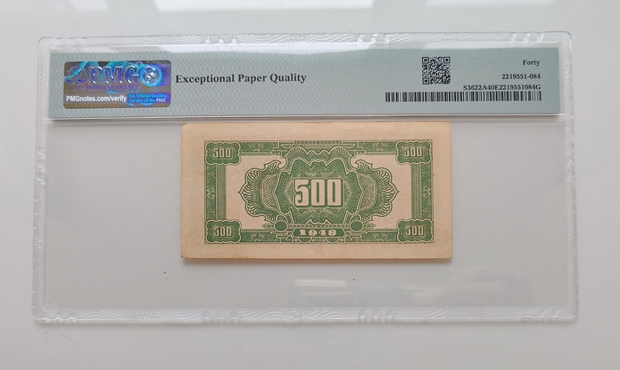 PMG
PMGnotes.com/verify
Exceptional Paper Quality
Forty
2219551-084
S3622A40E2219551084G
500 500
500
500 1948 500